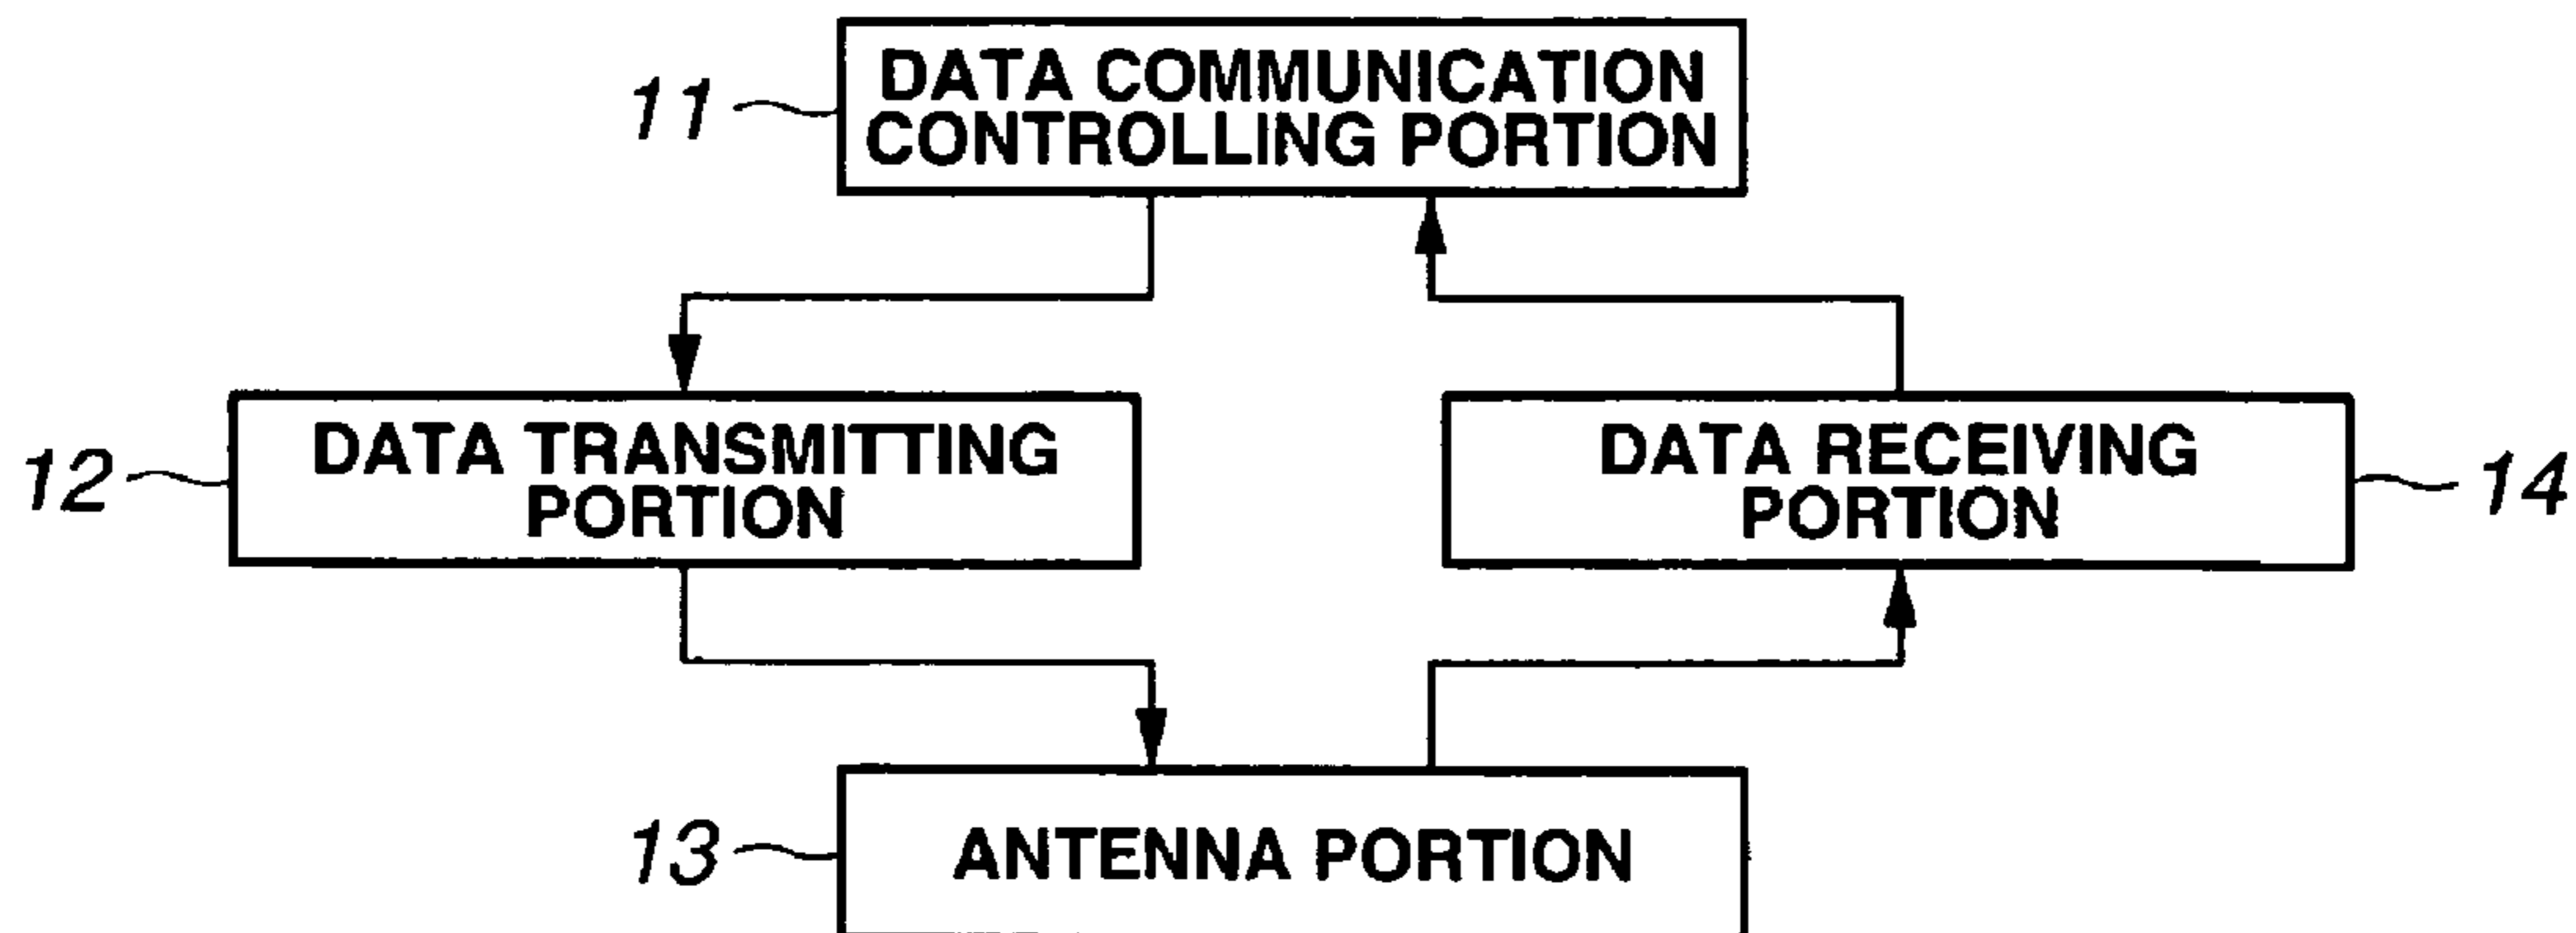 11
DATA COMMUNICATION
CONTROLLING PORTION
12
DATA TRANSMITTING
PORTION
DATA RECEIVING
PORTION
14
13
ANTENNA PORTION